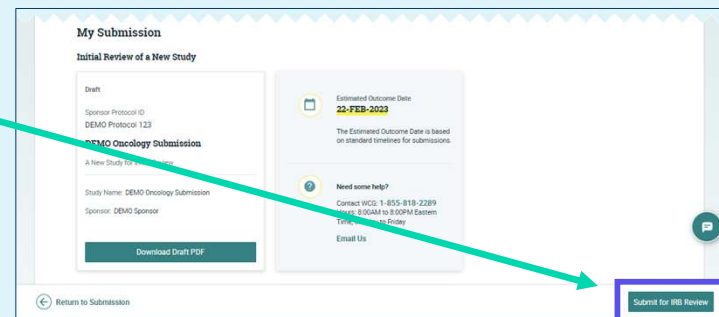 My Submission
Initial Review of a New Study
Draft
Sponsor Protocol ID
DEMO Protocol 123
DEMO Oncology Submission
A New Study for Review
Study Name: DEMO Oncology Submission
Sponsor: DEMO Sponsor
Download Draft PDF
Estimated Outcome Date
22-FEB-2023
The Estimated Outcome Date is based
on standard timelines for submissions.
Need some help?
Contact WCG: 1-855-818-2289
Hours: 8:00AM to 8:00PM Eastern
Time, to Friday
Email Us
Return to Submission
Submit for IRB Review